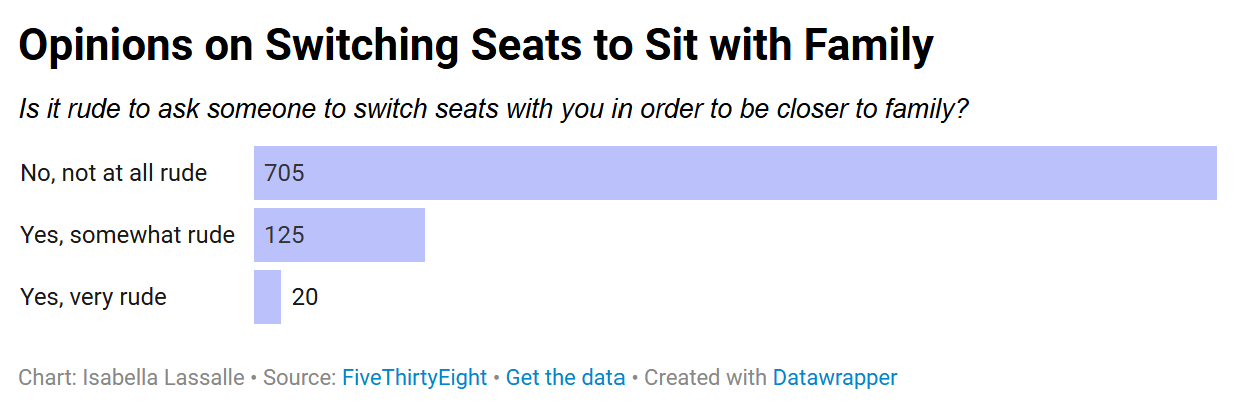 Opinions on Switching Seats to Sit with Family
Is it rude to ask someone to switch seats with you in order to be closer to family?
No, not at all rude 705
Yes, somewhat rude 125
Yes, very rude 20
Chart: Isabella Lassalle • Source: FiveThirtyEight • Get the data • Created with Datawrapper